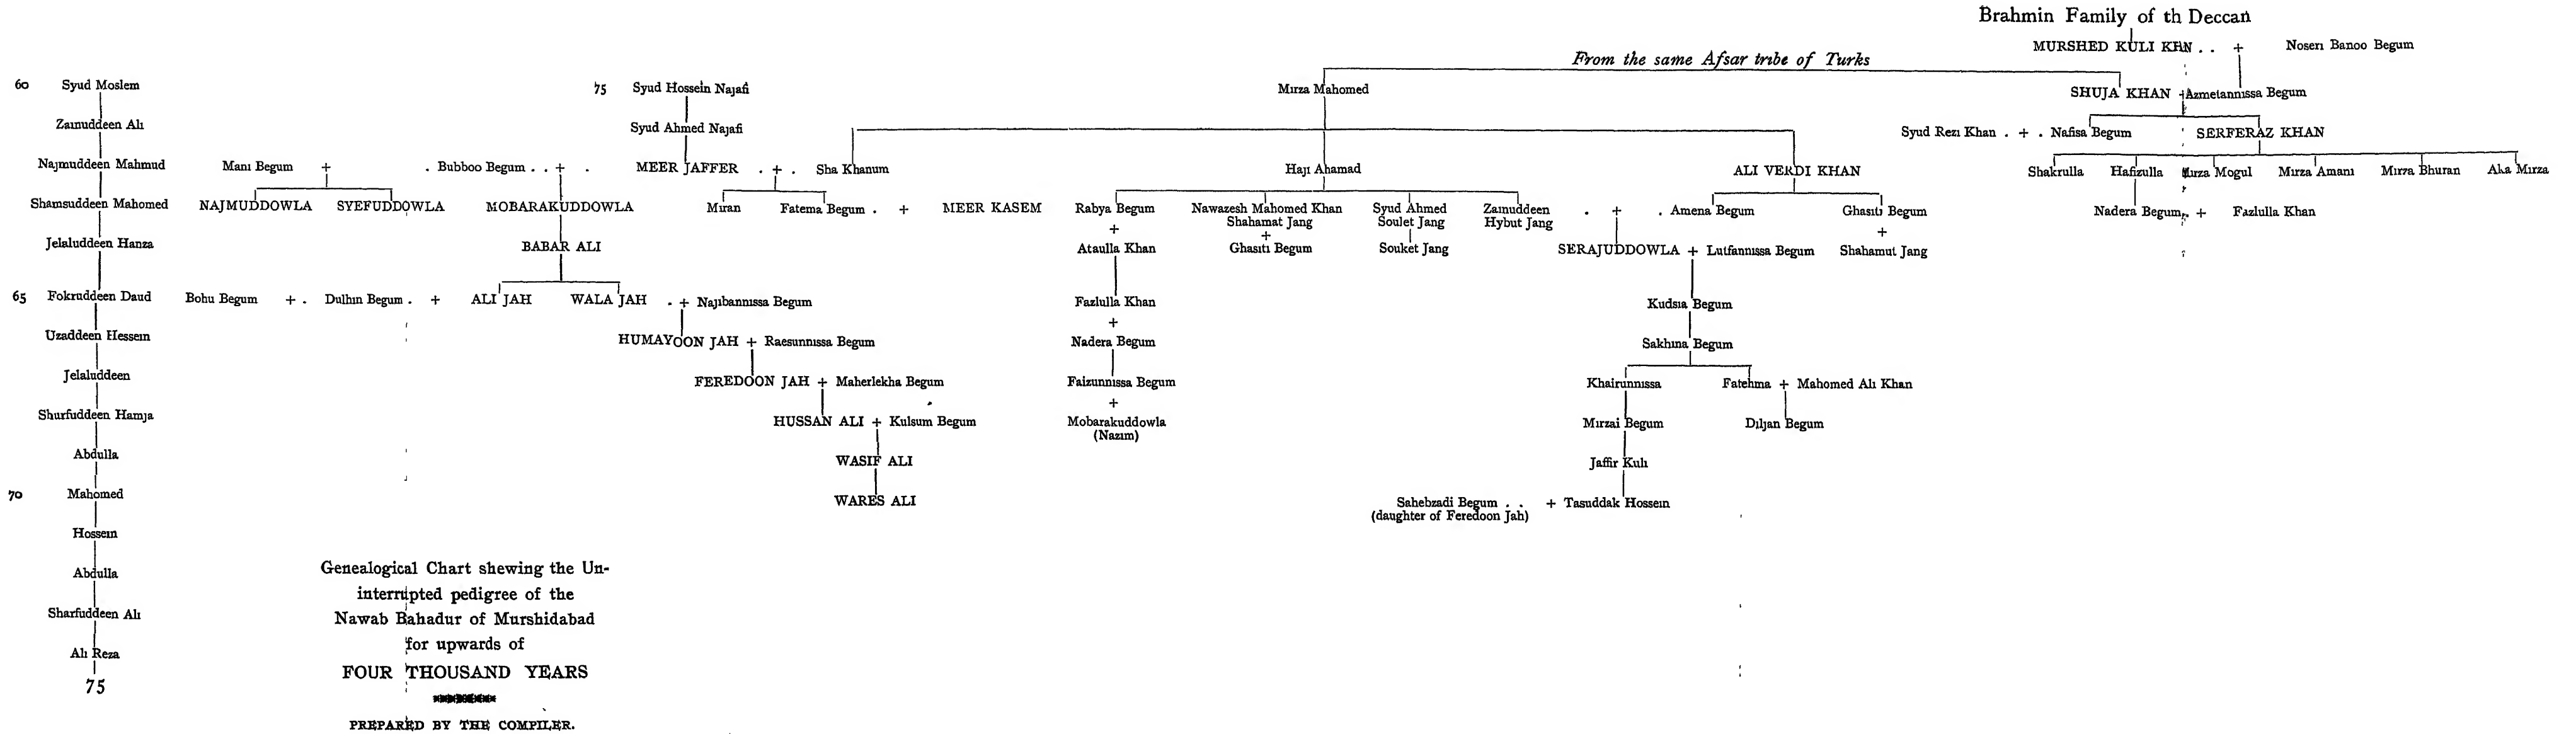 Brahmin Family of th Deccan
MURSHED KULI KHN . . + Noseri Banoo Begum
From the same Afsar tribe of Turks
60 Syud Moslem
75 Syud Hossein Najafi
Mirza Mahomed
SHUJA KHAN + Azmetannissa Begum
Zainuddeen Ali
Syud Ahmed Najafi
Syud Rezi Khan . + . Nafisa Begum
SERFERAZ KHAN
Najmuddeen Mahmud
Mani Begum +
. Bubboo Begum . . + .
MEER JAFFER . + . Sha Khanum
Haji Ahamad
ALI VERDI KHAN
Shakrulla
Hafizulla
Mirza Mogul
Mirza Amani
Mirza Bhuran
Aka Mirza
Shamsuddeen Mahomed
NAJMUDDOWLA
SYEFUDDOWLA
MOBARAKUDDOWLA
Miran
Fatema Begum . + MEER KASEM
Rabya Begum
+
Ataulla Khan
Nawazesh Mahomed Khan
Shahamat Jang
+
Ghasiti Begum
Syud Ahmed
Soulet Jang
Souket Jang
Zainuddeen
Hybut Jang
. + . Amena Begum
Ghasiti Begum
+
Shahamut Jang
Nadera Begum . + Fazlulla Khan
Jelaluddeen Hanza
BABAR ALI
SERAJUDDOWLA + Lutfannissa Begum
65 Fokruddeen Daud
Bohu Begum + . Dulhin Begum . + ALI JAH
WALA JAH . + Najibannissa Begum
Fazlulla Khan
+
Nadera Begum
Kudsia Begum
Uzaddeen Hessein
HUMAYOON JAH + Raesunnissa Begum
Sakhina Begum
Jelaluddeen
FEREDOON JAH + Maherlekha Begum
Faizunnissa Begum
+
Mobarakuddowla
(Nazim)
Khairunnissa
Fatehma + Mahomed Ali Khan
Shurfuddeen Hamja
HUSSAN ALI + Kulsum Begum
Mirzai Begum
Diljan Begum
Abdulla
WASIF ALI
Jaffir Kuli
70 Mahomed
WARES ALI
Sahebzadi Begum . . + Tasuddak Hossein
(daughter of Feredoon Jah)
Hossein
Abdulla
Sharfuddeen Ali
Ali Reza
75
Genealogical Chart shewing the Un-
interrupted pedigree of the
Nawab Bahadur of Murshidabad
for upwards of
FOUR THOUSAND YEARS
PREPARED BY THE COMPILER.